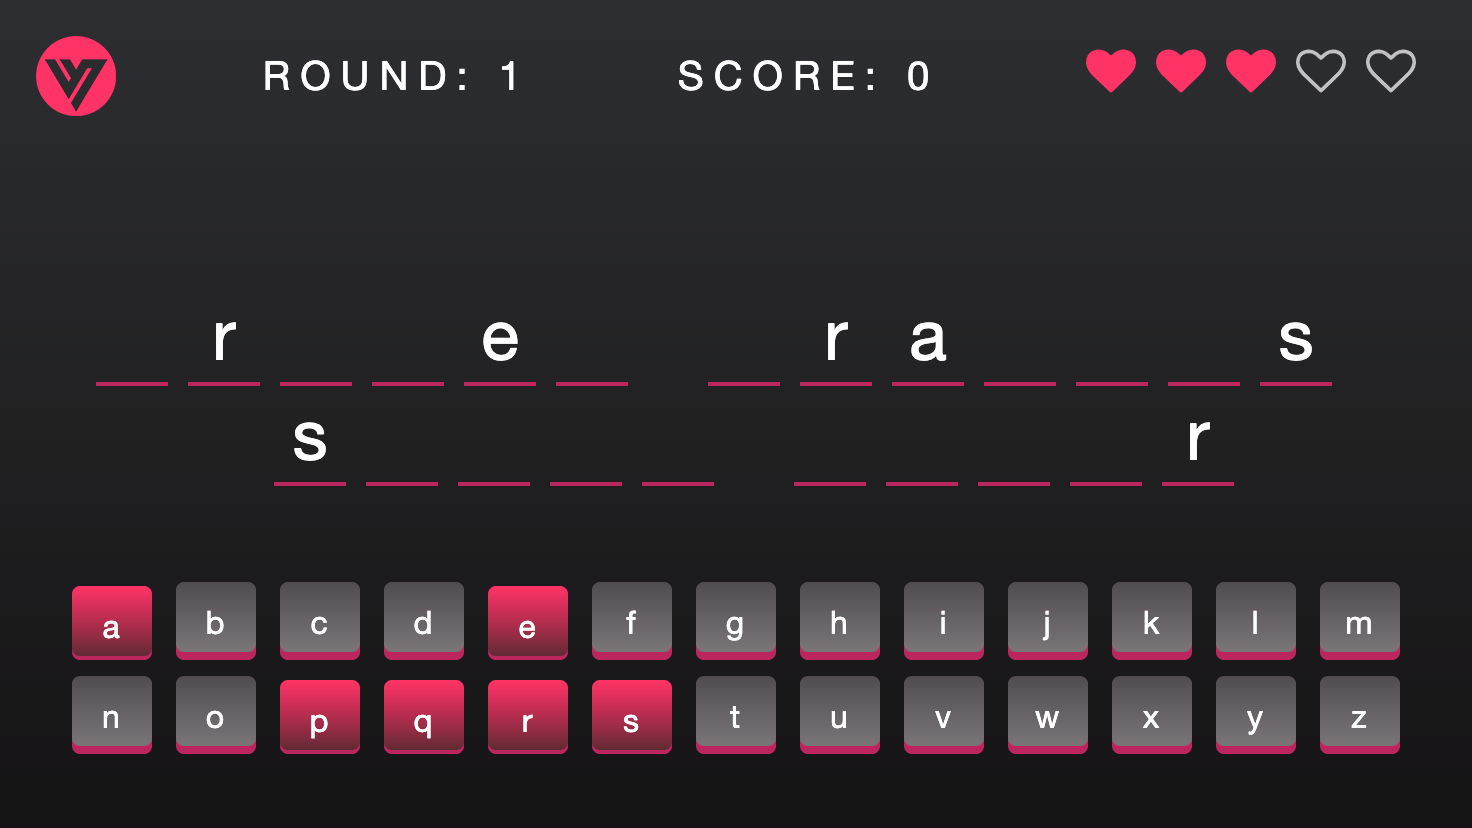 ROUND: 1 SCORE: 0
r e r a s
s r
a b c d e f g h i j k l m
n o p q r s t u v w x y z